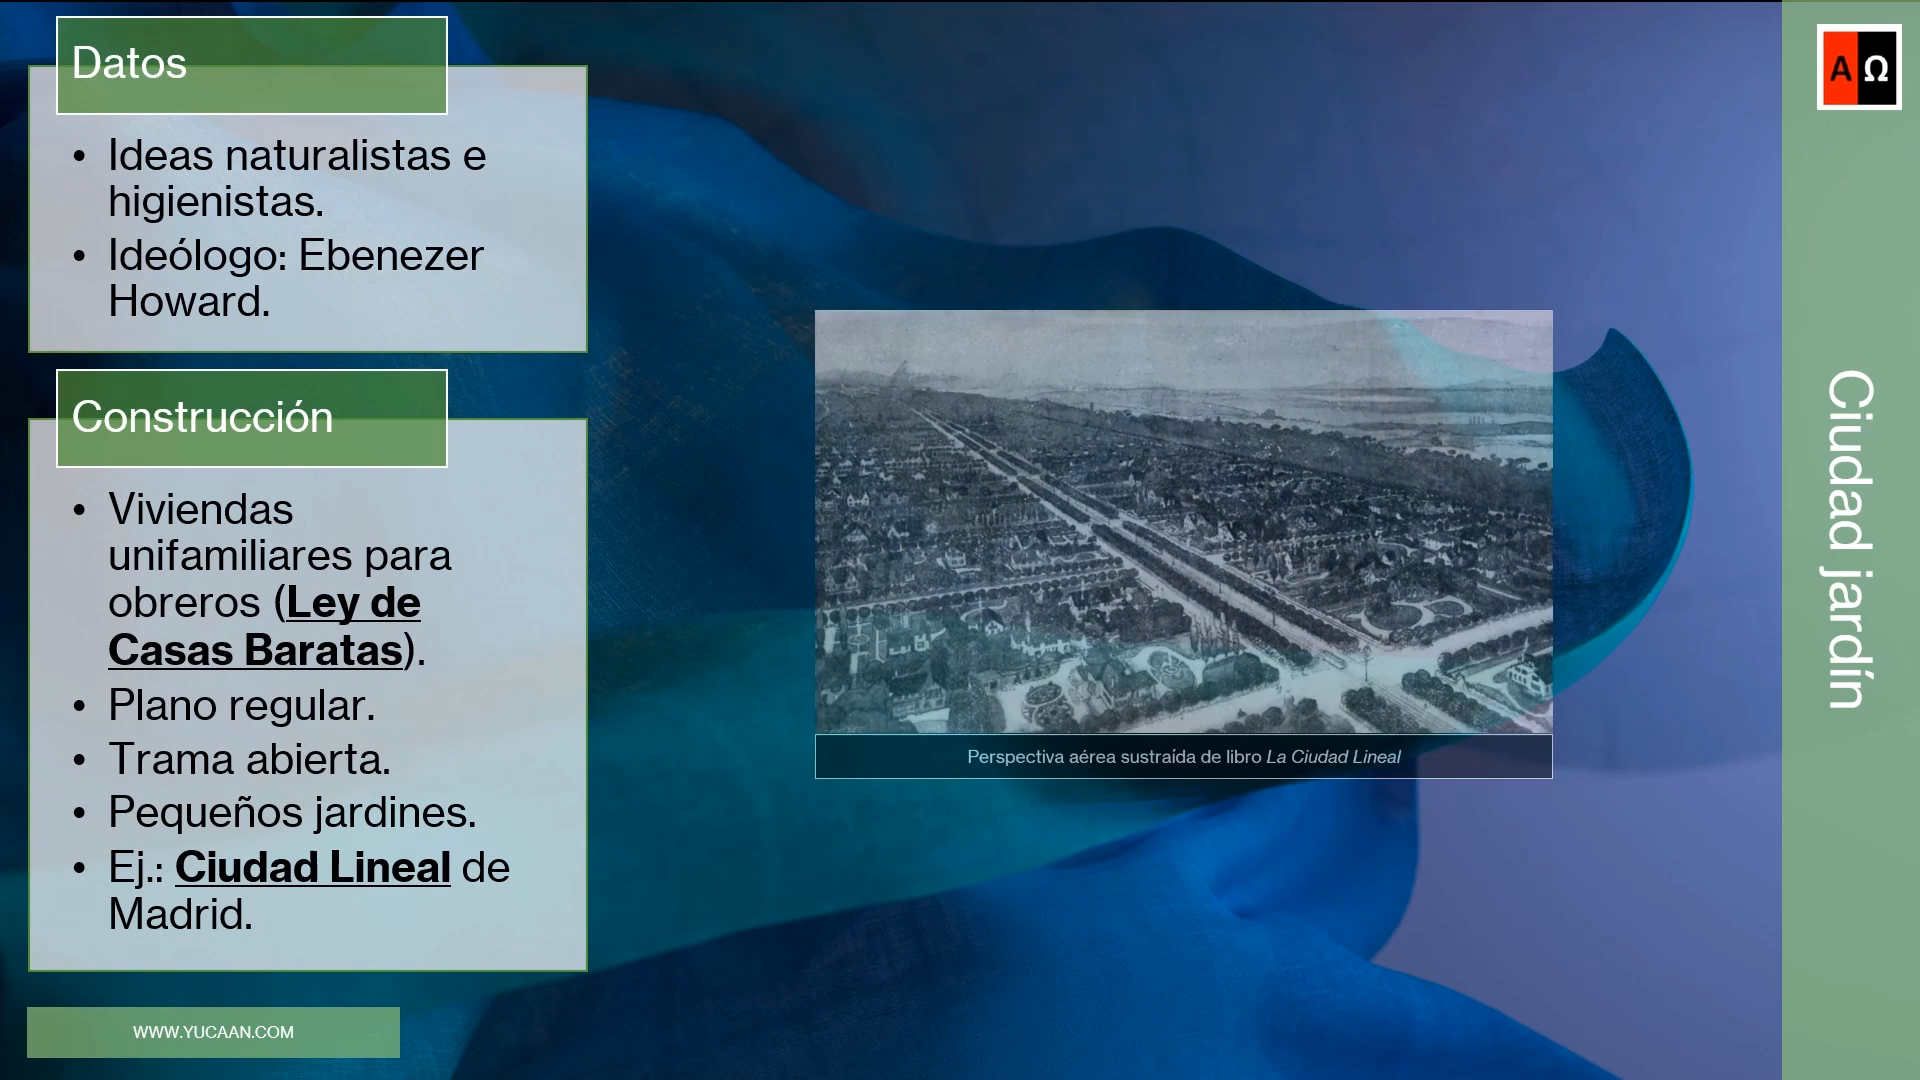 Datos
• Ideas naturalistas e
higienistas.
• Ideólogo: Ebenezer
Howard.
Construcción
• Viviendas
unifamiliares para
obreros (Ley de
Casas Baratas).
• Plano regular.
• Trama abierta.
• Pequeños jardines.
• Ej.: Ciudad Lineal de
Madrid.
WWW.YUCAAN.COM
Perspectiva aérea sustraída de libro La Ciudad Lineal
Α Ω
Ciudad jardín